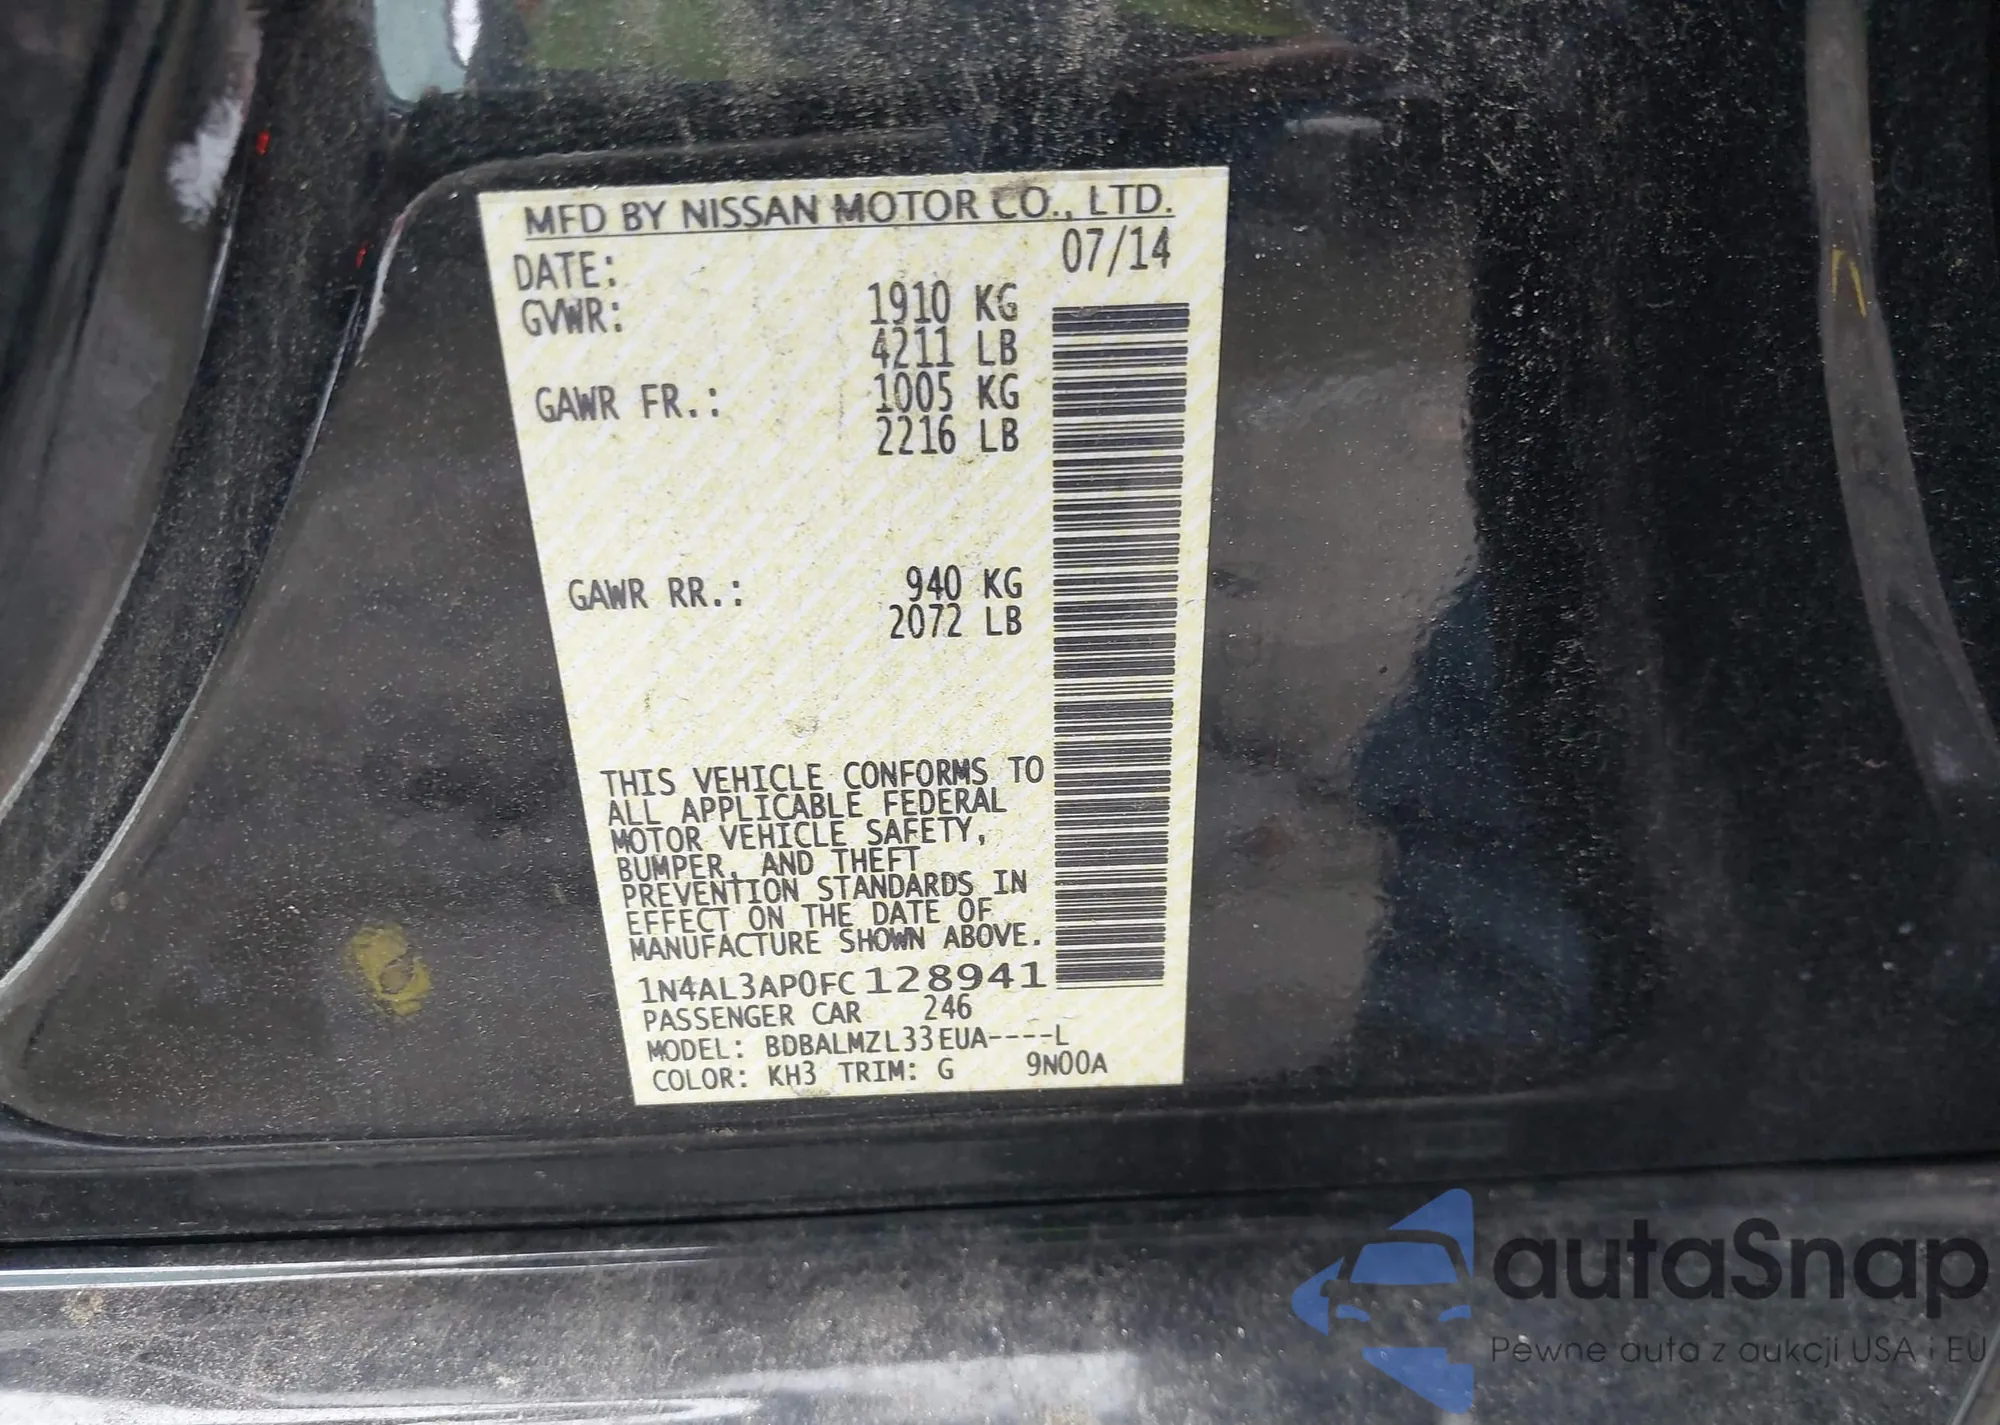 MFD BY NISSAN MOTOR CO., LTD.
DATE: 07/14
GVWR: 1910 KG
4211 LB
GAWR FR.: 1005 KG
2216 LB
GAWR RR.: 940 KG
2072 LB
THIS VEHICLE CONFORMS TO
ALL APPLICABLE FEDERAL
MOTOR VEHICLE SAFETY,
BUMPER, AND THEFT
PREVENTION STANDARDS IN
EFFECT ON THE DATE OF
MANUFACTURE SHOWN ABOVE.
1N4AL3AP0FC128941
PASSENGER CAR 246
MODEL: BDBALMZL33EUA----L
COLOR: KH3 TRIM: G 9N00A
autaSnap
Pewne auta z aukcji USA i EU